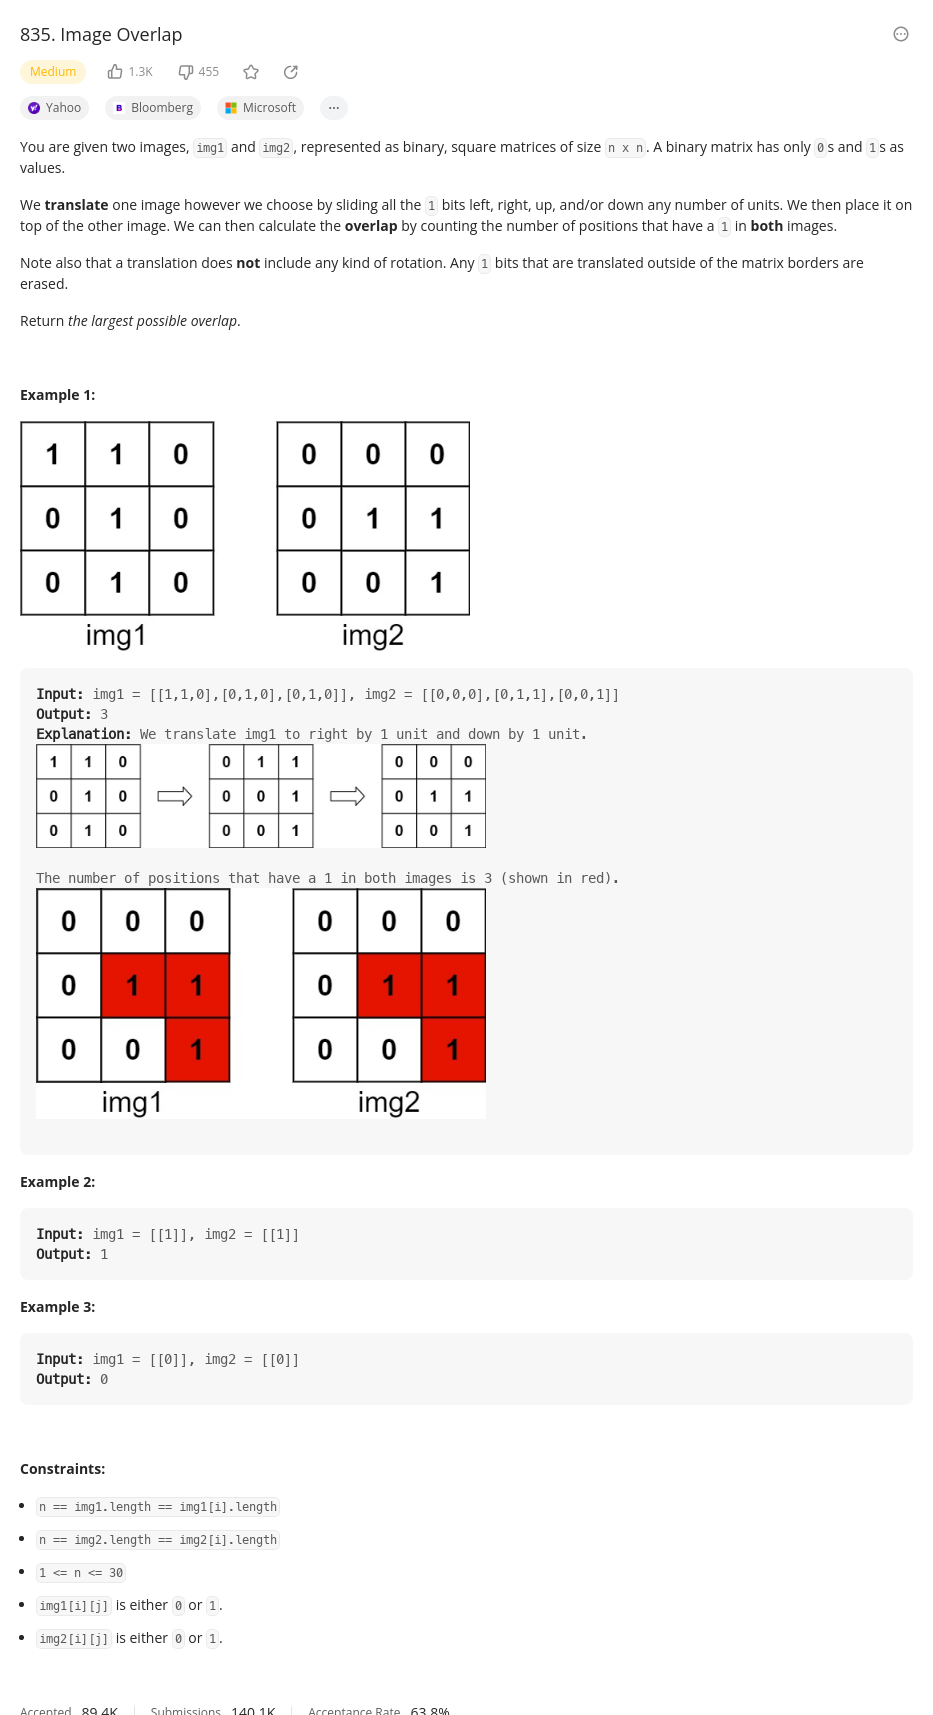 835. Image Overlap
Medium 1.3K 455
Yahoo Bloomberg Microsoft ...
You are given two images, img1 and img2, represented as binary, square matrices of size n x n. A binary matrix has only 0s and 1s as
values.
We translate one image however we choose by sliding all the 1 bits left, right, up, and/or down any number of units. We then place it on
top of the other image. We can then calculate the overlap by counting the number of positions that have a 1 in both images.
Note also that a translation does not include any kind of rotation. Any 1 bits that are translated outside of the matrix borders are
erased.
Return the largest possible overlap.
Example 1:
1 1 0 0 0 0
0 1 0 0 1 1
0 1 0 0 0 1
img1 img2
Input: img1 = [[1,1,0],[0,1,0],[0,1,0]], img2 = [[0,0,0],[0,1,1],[0,0,1]]
Output: 3
Explanation: We translate img1 to right by 1 unit and down by 1 unit.
1 1 0 0 1 1 0 0 0
0 1 0 0 0 1 0 1 1
0 1 0 0 0 1 0 0 1
The number of positions that have a 1 in both images is 3 (shown in red).
0 0 0 0 0 0
0 1 1 0 1 1
0 0 1 0 0 1
img1 img2
Example 2:
Input: img1 = [[1]], img2 = [[1]]
Output: 1
Example 3:
Input: img1 = [[0]], img2 = [[0]]
Output: 0
Constraints:
n == img1.length == img1[i].length
n == img2.length == img2[i].length
1 <= n <= 30
img1[i][j] is either 0 or 1.
img2[i][j] is either 0 or 1.
Accepted 89.4K Submissions 140.1K Acceptance Rate 63.8%